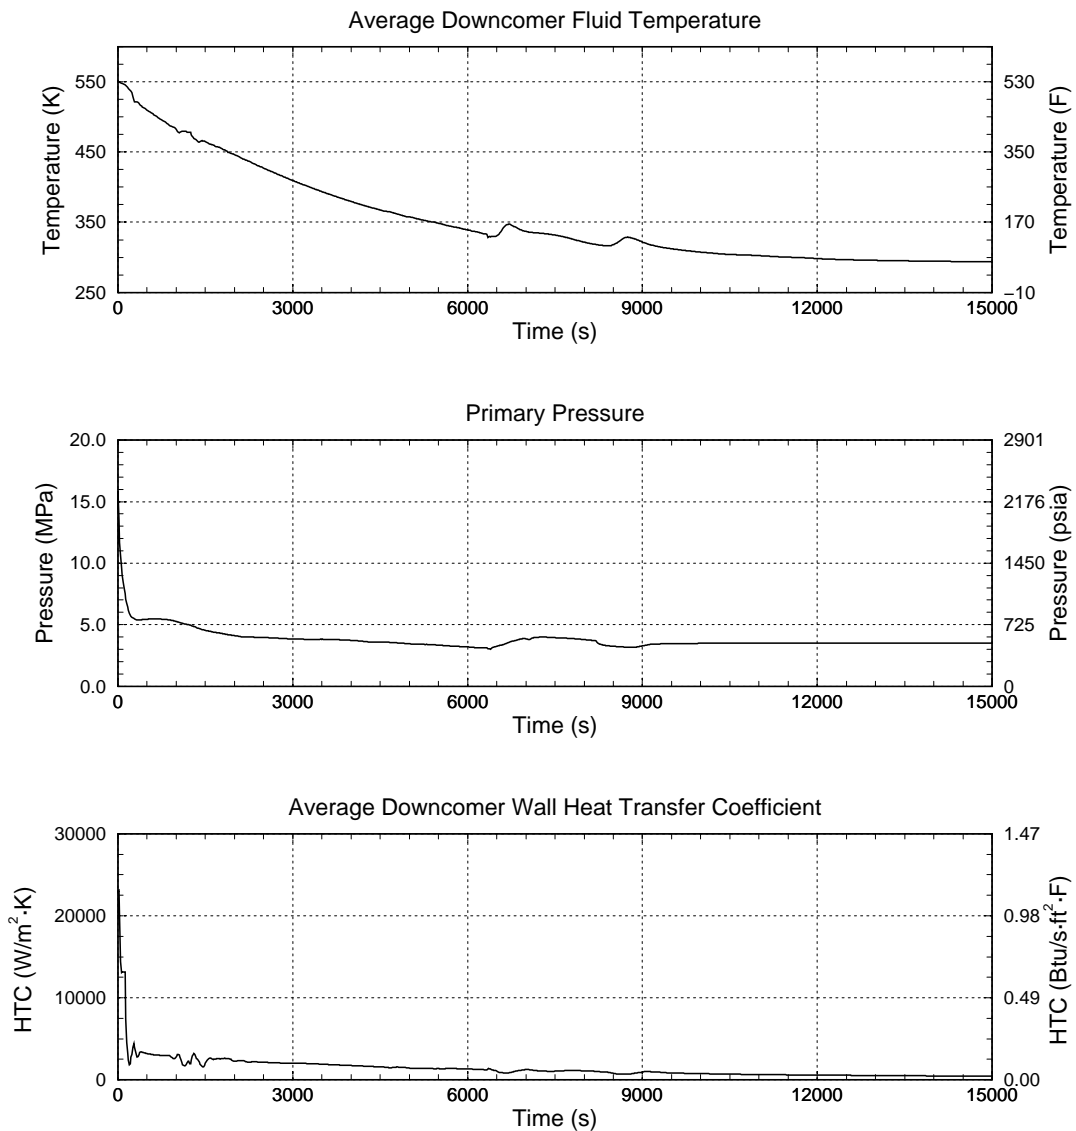 Average Downcomer Fluid Temperature
550
450
350
250
Temperature (K)
530
350
170
−10
Temperature (F)
0 3000 6000 9000 12000 15000
Time (s)
Primary Pressure
20.0
15.0
10.0
5.0
0.0
Pressure (MPa)
2901
2176
1450
725
0
Pressure (psia)
0 3000 6000 9000 12000 15000
Time (s)
Average Downcomer Wall Heat Transfer Coefficient
30000
20000
10000
0
HTC (W/m²·K)
1.47
0.98
0.49
0.00
HTC (Btu/s·ft²·F)
0 3000 6000 9000 12000 15000
Time (s)